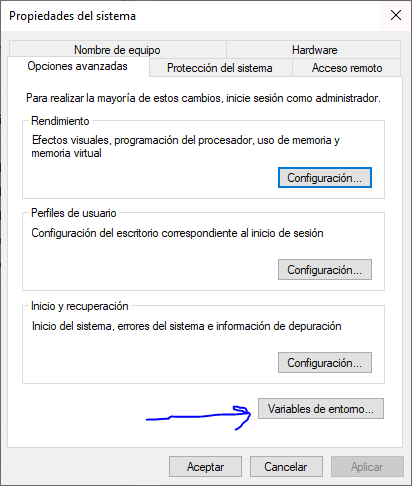 Propiedades del sistema
Nombre de equipo
Hardware
Opciones avanzadas
Protección del sistema
Acceso remoto
Para realizar la mayoría de estos cambios, inicie sesión como administrador.
Rendimiento
Efectos visuales, programación del procesador, uso de memoria y
memoria virtual
Configuración...
Perfiles de usuario
Configuración del escritorio correspondiente al inicio de sesión
Configuración...
Inicio y recuperación
Inicio del sistema, errores del sistema e información de depuración
Configuración...
Variables de entorno...
Aceptar
Cancelar
Aplicar